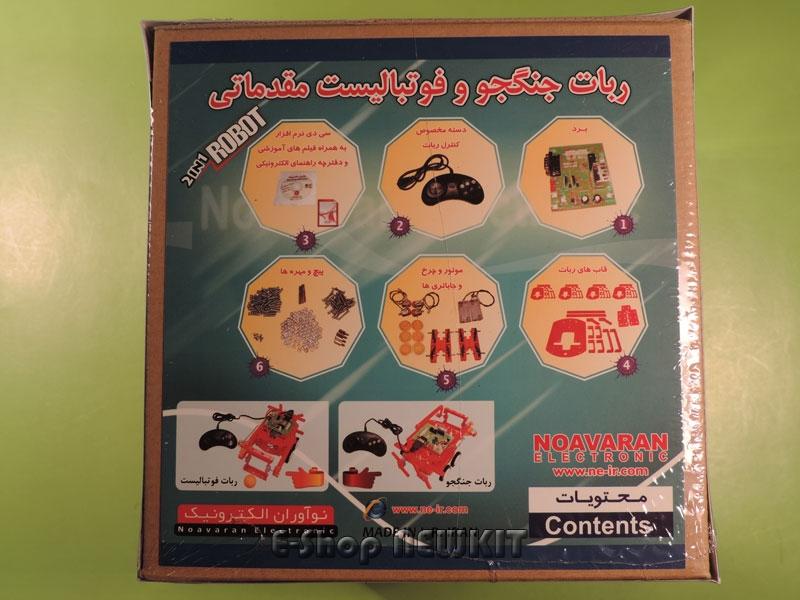 ربات جنگجو و فوتبالیست مقدماتی
2IN1 ROBOT
برد
1
دسته مخصوص
کنترل ربات
2
سی دی نرم افزار
به همراه فیلم های آموزشی
و دفترچه راهنمای الکترونیکی
3
قاب های ربات
4
موتور و چرخ
و جاباتری ها
5
پیچ و مهره ها
6
ربات جنگجو
ربات فوتبالیست
NOAVARAN
ELECTRONIC
www.ne-ir.com
محتویات
Contents
www.ne-ir.com
نوآوران الکترونیک
Noavaran Electronic
MADE
E-Shop NEWKIT